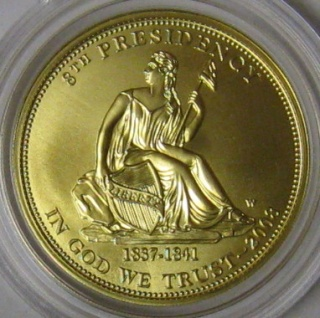 8TH PRESIDENCY
LIBERTY
W
1837-1841
IN GOD WE TRUST-2008